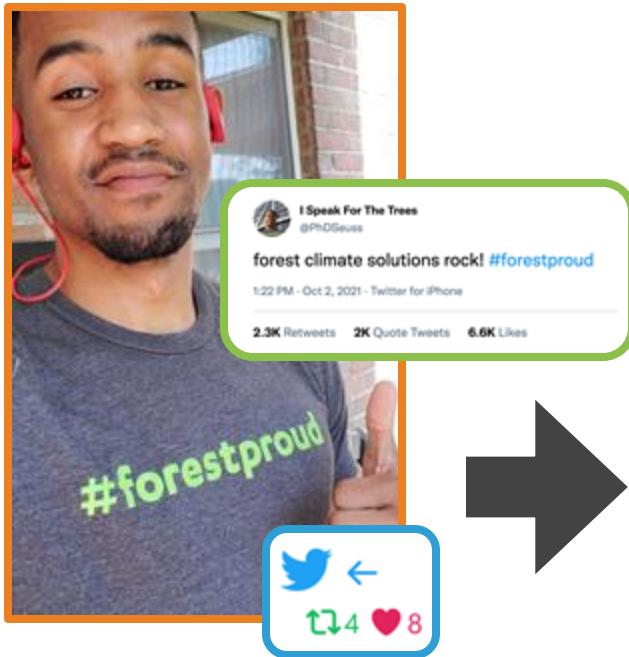 I Speak For The Trees
@PhDSeuss
forest climate solutions rock! #forestproud
1:22 PM · Oct 2, 2021 · Twitter for iPhone
2.3K Retweets 2K Quote Tweets 6.6K Likes
#forestproud
4 8